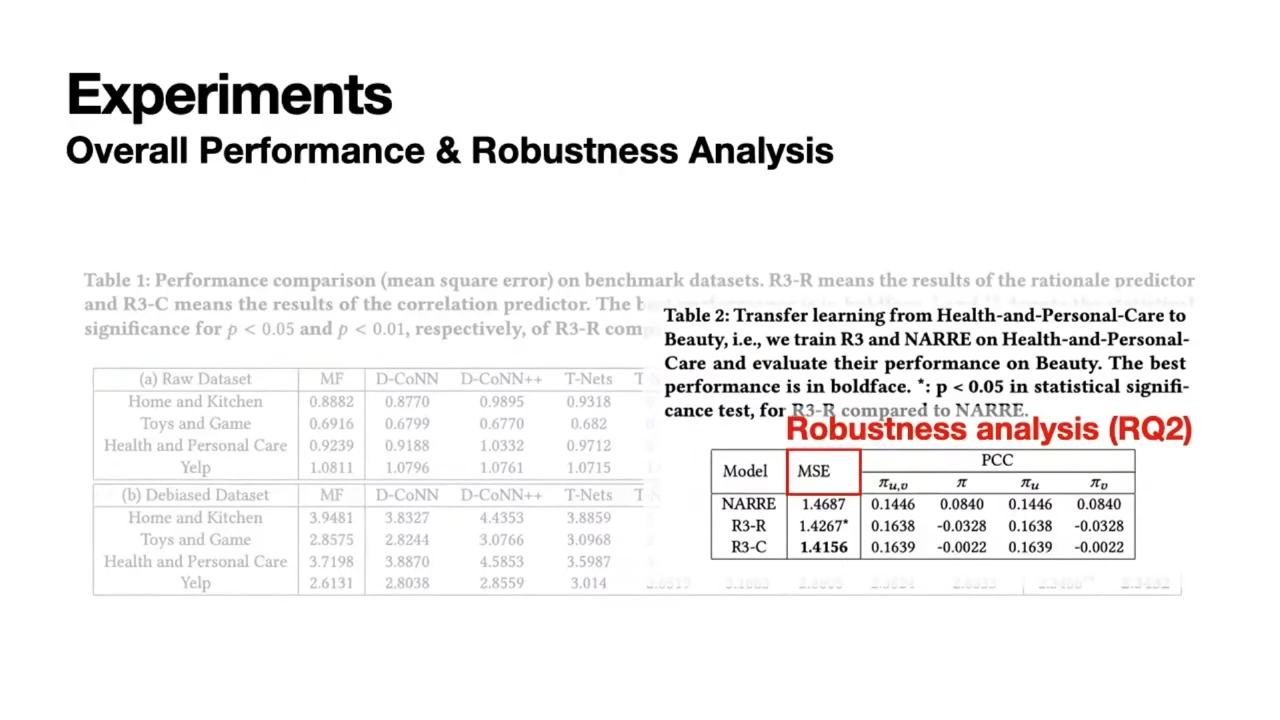 Experiments
Overall Performance & Robustness Analysis
Table 1: Performance comparison (mean square error) on benchmark datasets. R3-R means the results of the rationale predictor
and R3-C means the results of the correlation predictor. The
significance for p < 0.05 and p < 0.01, respectively, of R3-R
(a) Raw Dataset MF D-CoNN D-CoNN++ T-Nets
Home and Kitchen 0.8882 0.8770 0.9895 0.9318
Toys and Game 0.6916 0.6799 0.6770 0.682
Health and Personal Care 0.9239 0.9188 1.0332 0.9712
Yelp 1.0811 1.0796 1.0761 1.0715
(b) Debiased Dataset MF D-CoNN D-CoNN++ T-Nets
Home and Kitchen 3.9481 3.8327 4.4353 3.8859
Toys and Game 2.8575 2.8244 3.0766 3.0968
Health and Personal Care 3.7198 3.8870 4.5853 3.5987
Yelp 2.6131 2.8038 2.8559 3.014
Table 2: Transfer learning from Health-and-Personal-Care to
Beauty, i.e., we train R3 and NARRE on Health-and-Personal-
Care and evaluate their performance on Beauty. The best
performance is in boldface. *: p < 0.05 in statistical signifi-
cance test, for R3-R compared to NARRE.
Robustness analysis (RQ2)
Model MSE PCC
πu,v π πu πv
NARRE 1.4687 0.1446 0.0840 0.1446 0.0840
R3-R 1.4267* 0.1638 -0.0328 0.1638 -0.0328
R3-C 1.4156 0.1639 -0.0022 0.1639 -0.0022